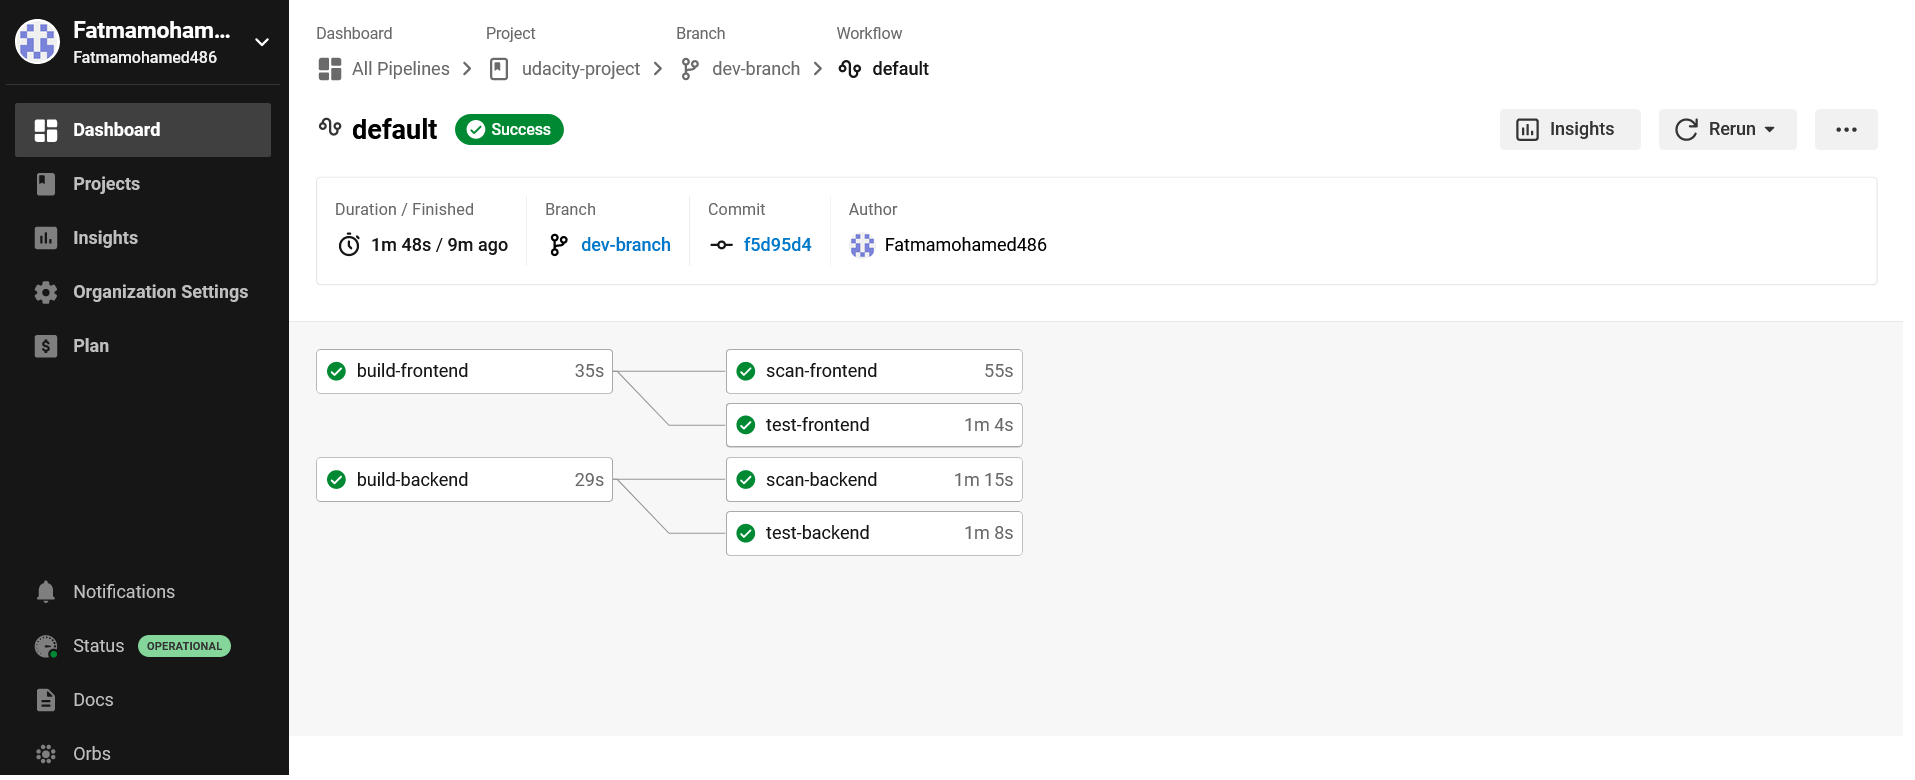 Fatmamoham...
Fatmamohamed486
Dashboard
Projects
Insights
Organization Settings
Plan
Notifications
Status OPERATIONAL
Docs
Orbs
Dashboard Project Branch Workflow
All Pipelines udacity-project dev-branch default
default Success Insights Rerun
Duration / Finished Branch Commit Author
1m 48s / 9m ago dev-branch f5d95d4 Fatmamohamed486
build-frontend 35s scan-frontend 55s
test-frontend 1m 4s
build-backend 29s scan-backend 1m 15s
test-backend 1m 8s